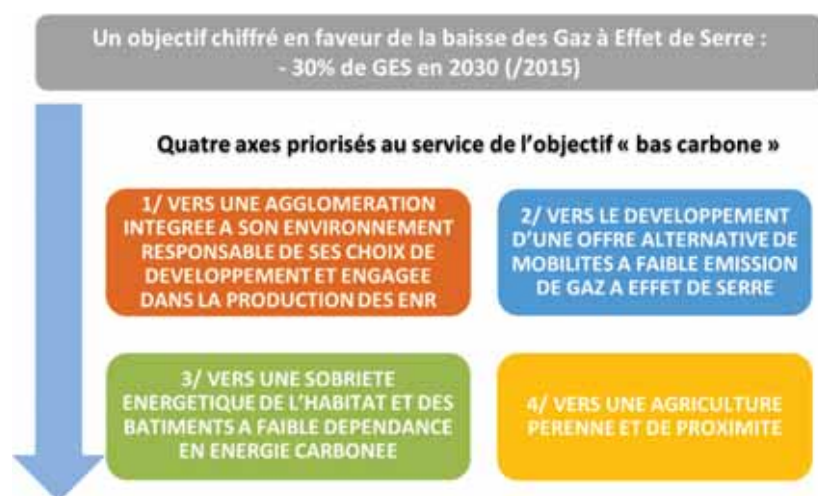 Un objectif chiffré en faveur de la baisse des Gaz à Effet de Serre :
- 30% de GES en 2030 (/2015)
Quatre axes priorisés au service de l'objectif « bas carbone »
1/ VERS UNE AGGLOMERATION
INTEGREE A SON ENVIRONNEMENT
RESPONSABLE DE SES CHOIX DE
DEVELOPPEMENT ET ENGAGEE
DANS LA PRODUCTION DES ENR
2/ VERS LE DEVELOPPEMENT
D'UNE OFFRE ALTERNATIVE DE
MOBILITES A FAIBLE EMISSION
DE GAZ A EFFET DE SERRE
3/ VERS UNE SOBRIETE
ENERGETIQUE DE L'HABITAT ET DES
BATIMENTS A FAIBLE DEPENDANCE
EN ENERGIE CARBONEE
4/ VERS UNE AGRICULTURE
PERENNE ET DE PROXIMITE